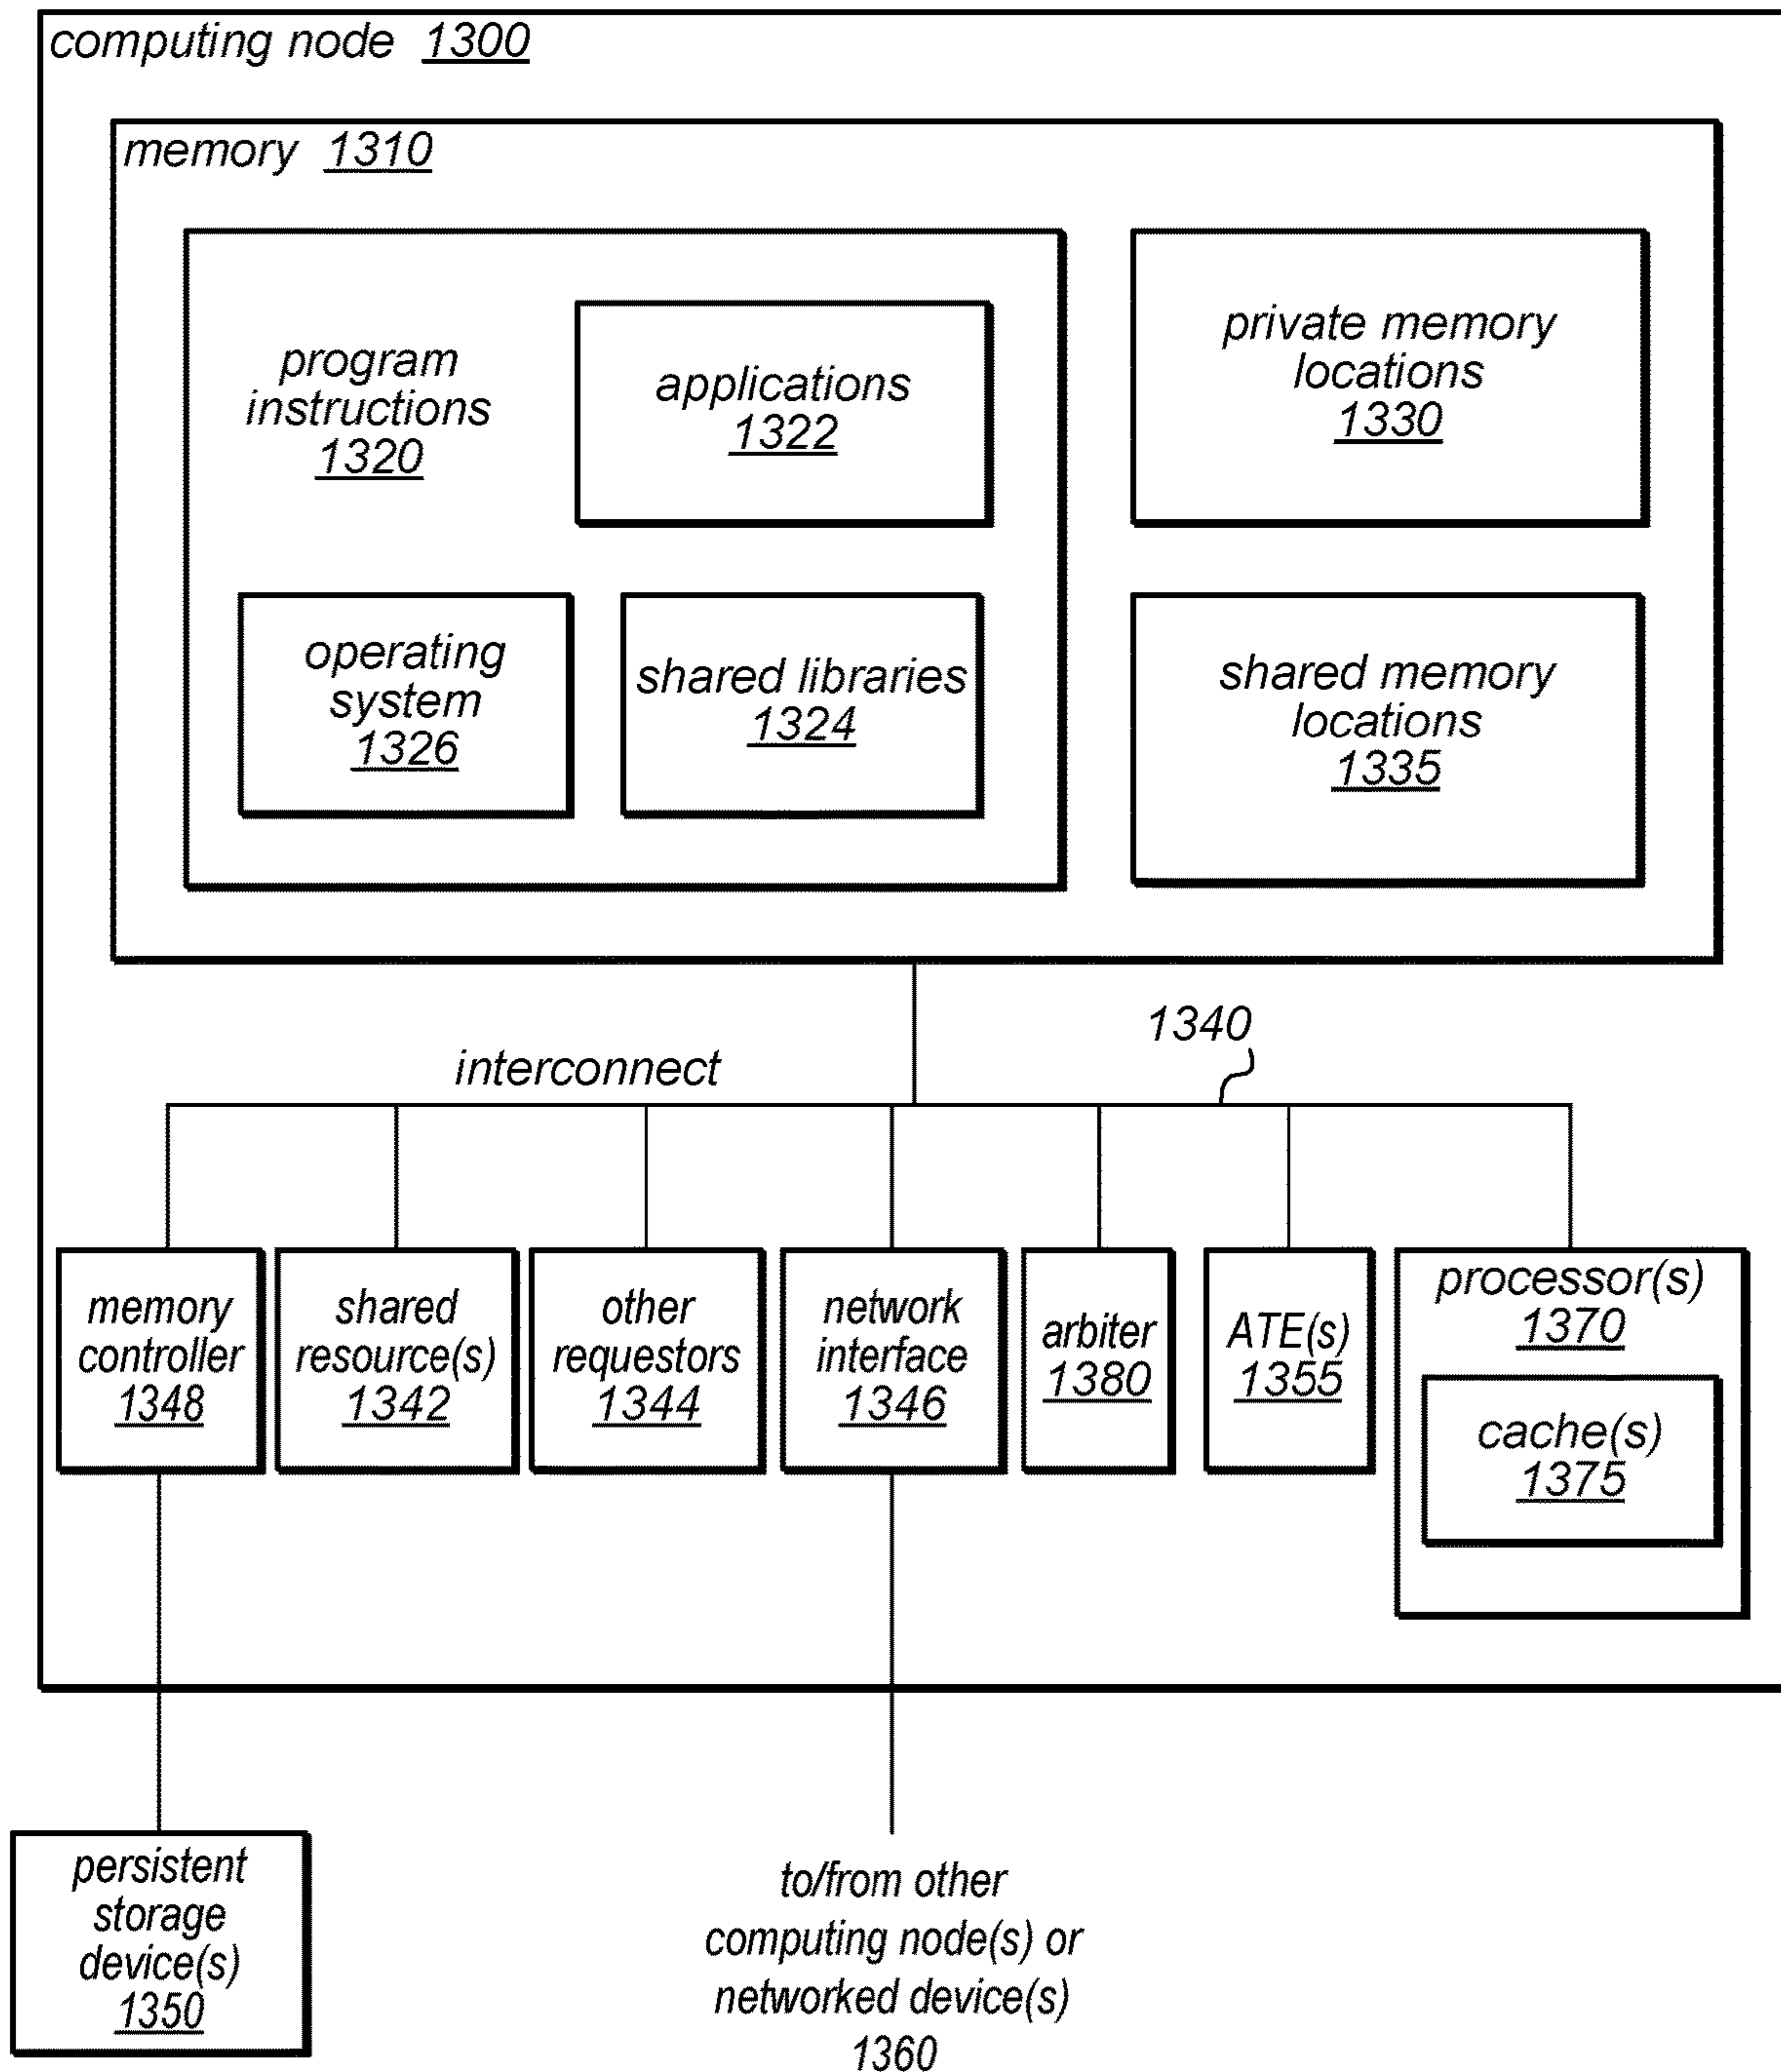 computing node 1300
memory 1310
program
instructions
1320
applications
1322
private memory
locations
1330
operating
system
1326
shared libraries
1324
shared memory
locations
1335
1340
interconnect
memory
controller
1348
shared
resource(s)
1342
other
requestors
1344
network
interface
1346
arbiter
1380
ATE(s)
1355
processor(s)
1370
cache(s)
1375
persistent
storage
device(s)
1350
to/from other
computing node(s) or
networked device(s)
1360